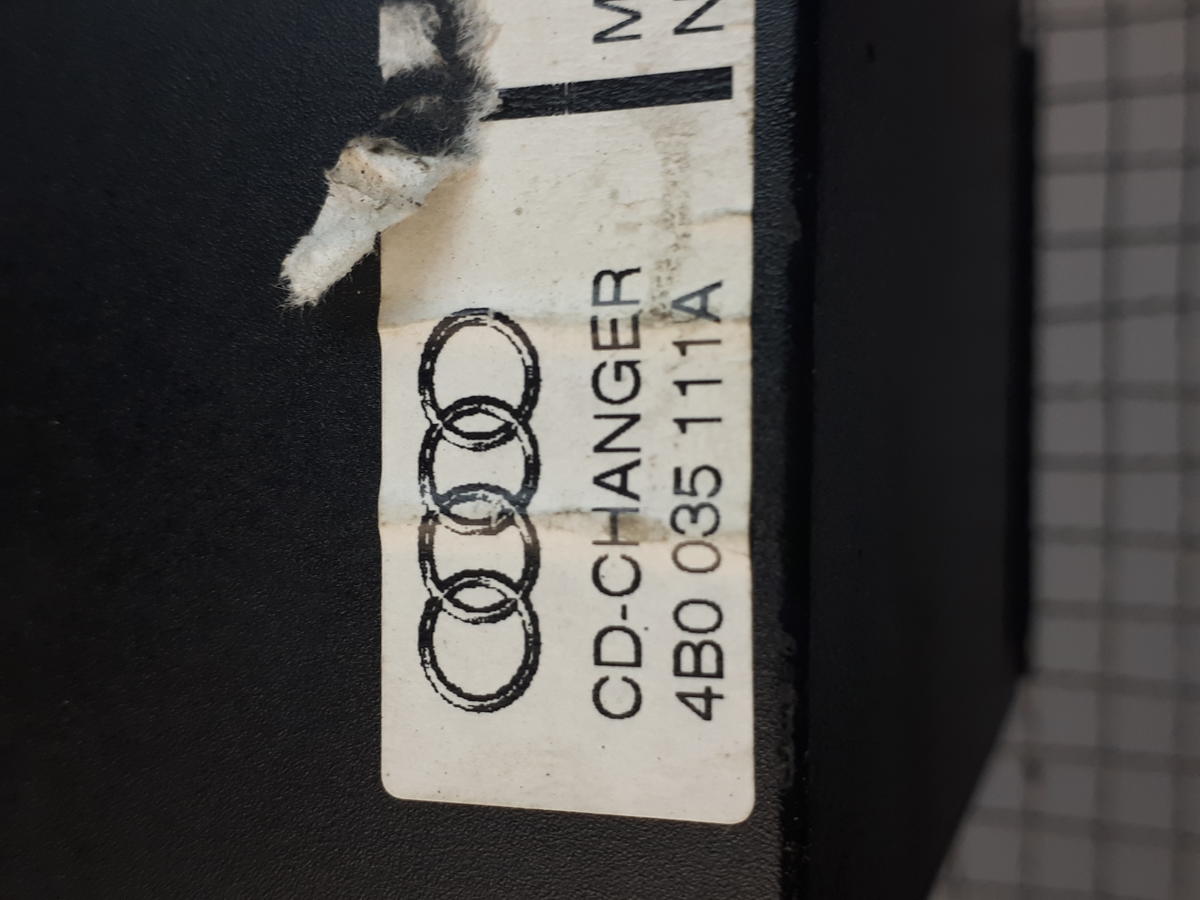 CD-CHANGER
4B0 035 111A
M
N